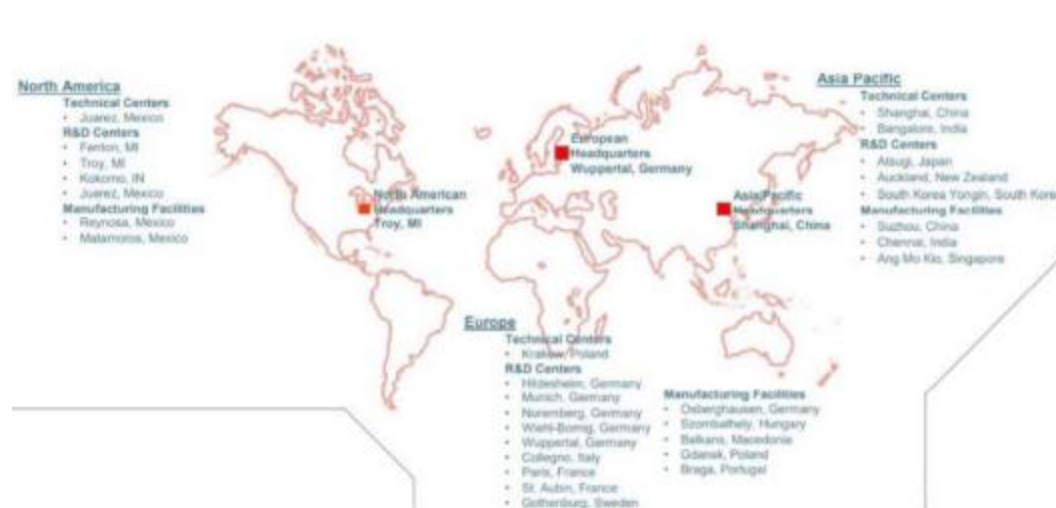 North America
Technical Centers
• Juarez, Mexico
R&D Centers
• Fenton, MI
• Troy, MI
• Kokomo, IN
• Juarez, Mexico
Manufacturing Facilities
• Reynosa, Mexico
• Matamoros, Mexico
North American
Headquarters
Troy, MI
European
Headquarters
Wuppertal, Germany
Asia/Pacific
Headquarters
Shanghai, China
Asia Pacific
Technical Centers
• Shanghai, China
• Bangalore, India
R&D Centers
• Atsugi, Japan
• Auckland, New Zealand
• South Korea Yongin, South Kore
Manufacturing Facilities
• Suzhou, China
• Chennai, India
• Ang Mo Kio, Singapore
Europe
Technical Centers
• Krakow, Poland
R&D Centers
• Hildesheim, Germany
• Munich, Germany
• Nuremberg, Germany
• Wiehl-Bomig, Germany
• Wuppertal, Germany
• Collegno, Italy
• Paris, France
• St. Aubin, France
• Gothenburg, Sweden
Manufacturing Facilities
• Osberghausen, Germany
• Szombathely, Hungary
• Balkans, Macedonia
• Gdansk, Poland
• Braga, Portugal